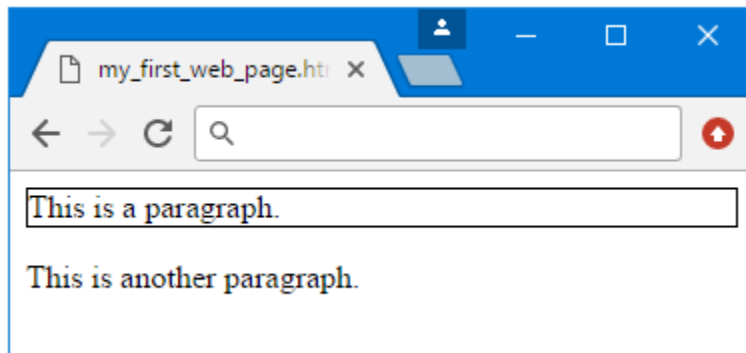 my_first_web_page.htm
This is a paragraph.
This is another paragraph.